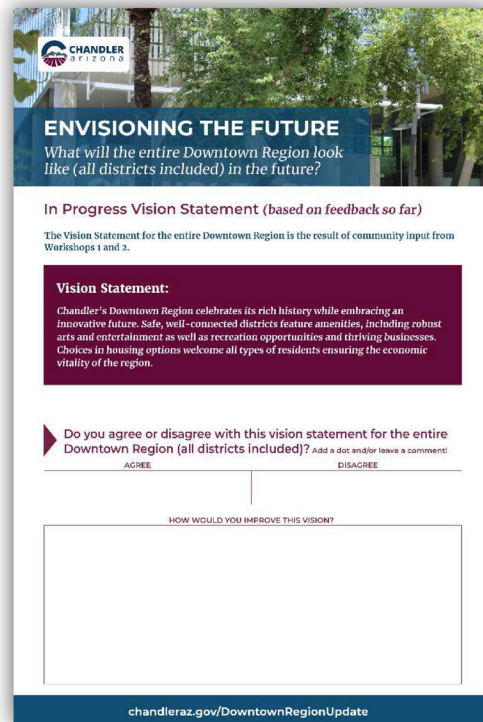 CHANDLER
arizona
ENVISIONING THE FUTURE
What will the entire Downtown Region look
like (all districts included) in the future?
In Progress Vision Statement (based on feedback so far)
The Vision Statement for the entire Downtown Region is the result of community input from
Workshops 1 and 2.
Vision Statement:
Chandler's Downtown Region celebrates its rich history while embracing an
innovative future. Safe, well-connected districts feature amenities, including robust
arts and entertainment as well as recreation opportunities and thriving businesses.
Choices in housing options welcome all types of residents ensuring the economic
vitality of the region.
Do you agree or disagree with this vision statement for the entire
Downtown Region (all districts included)? Add a dot and/or leave a comment!
AGREE DISAGREE
HOW WOULD YOU IMPROVE THIS VISION?
chandleraz.gov/DowntownRegionUpdate